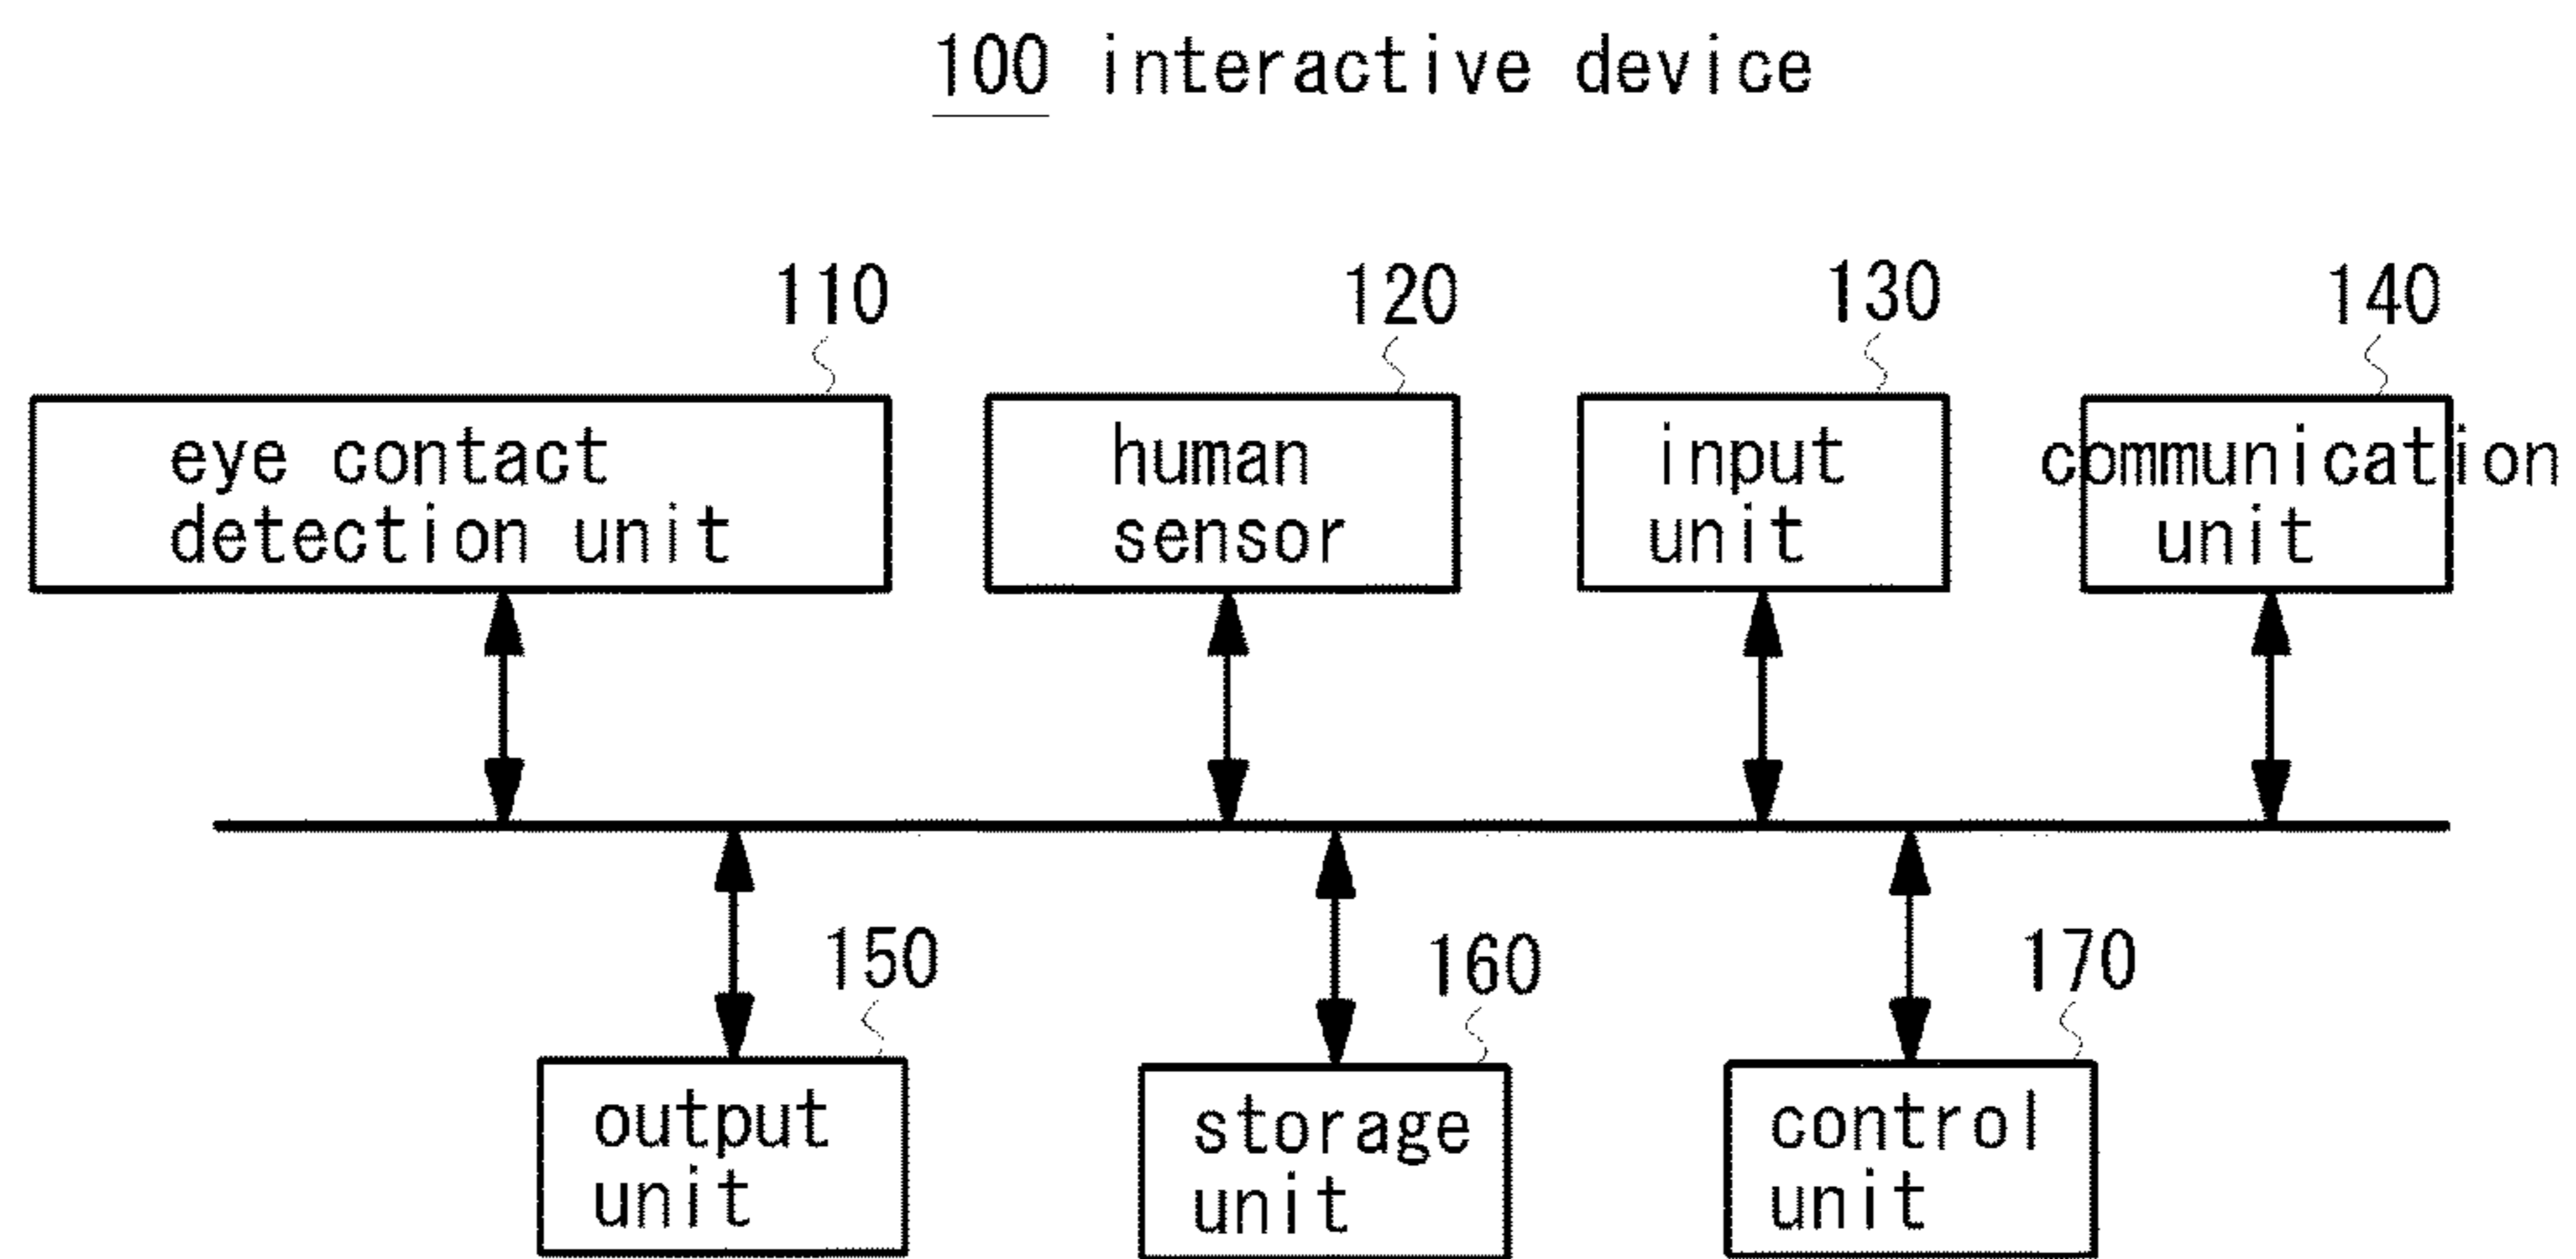 100 interactive device
110
120
130
140
eye contact
detection unit
human
sensor
input
unit
communication
unit
150
160
170
output
unit
storage
unit
control
unit